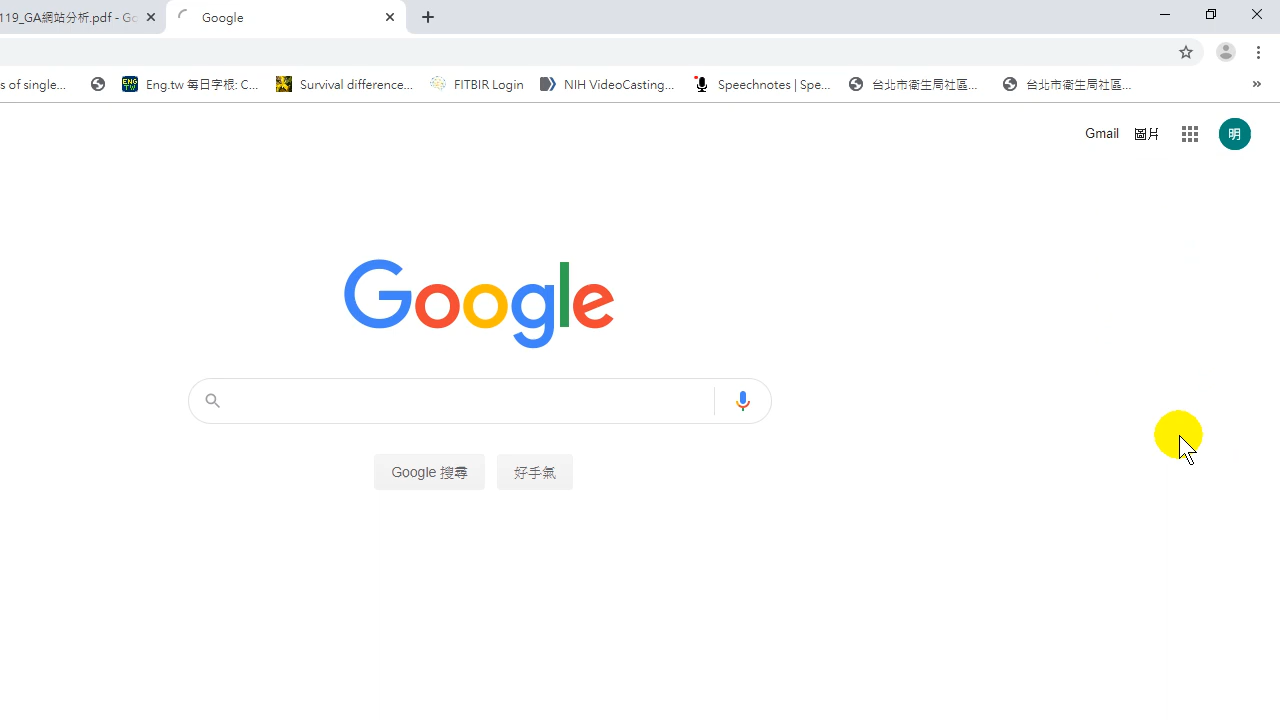 119_GA網站分析.pdf - Go
Google
s of single...
Eng.tw 每日字根: C...
Survival difference...
FITBIR Login
NIH VideoCasting...
Speechnotes | Spe...
台北市衛生局社區...
台北市衛生局社區...
Gmail
圖片
明
Google
Google 搜尋
好手氣